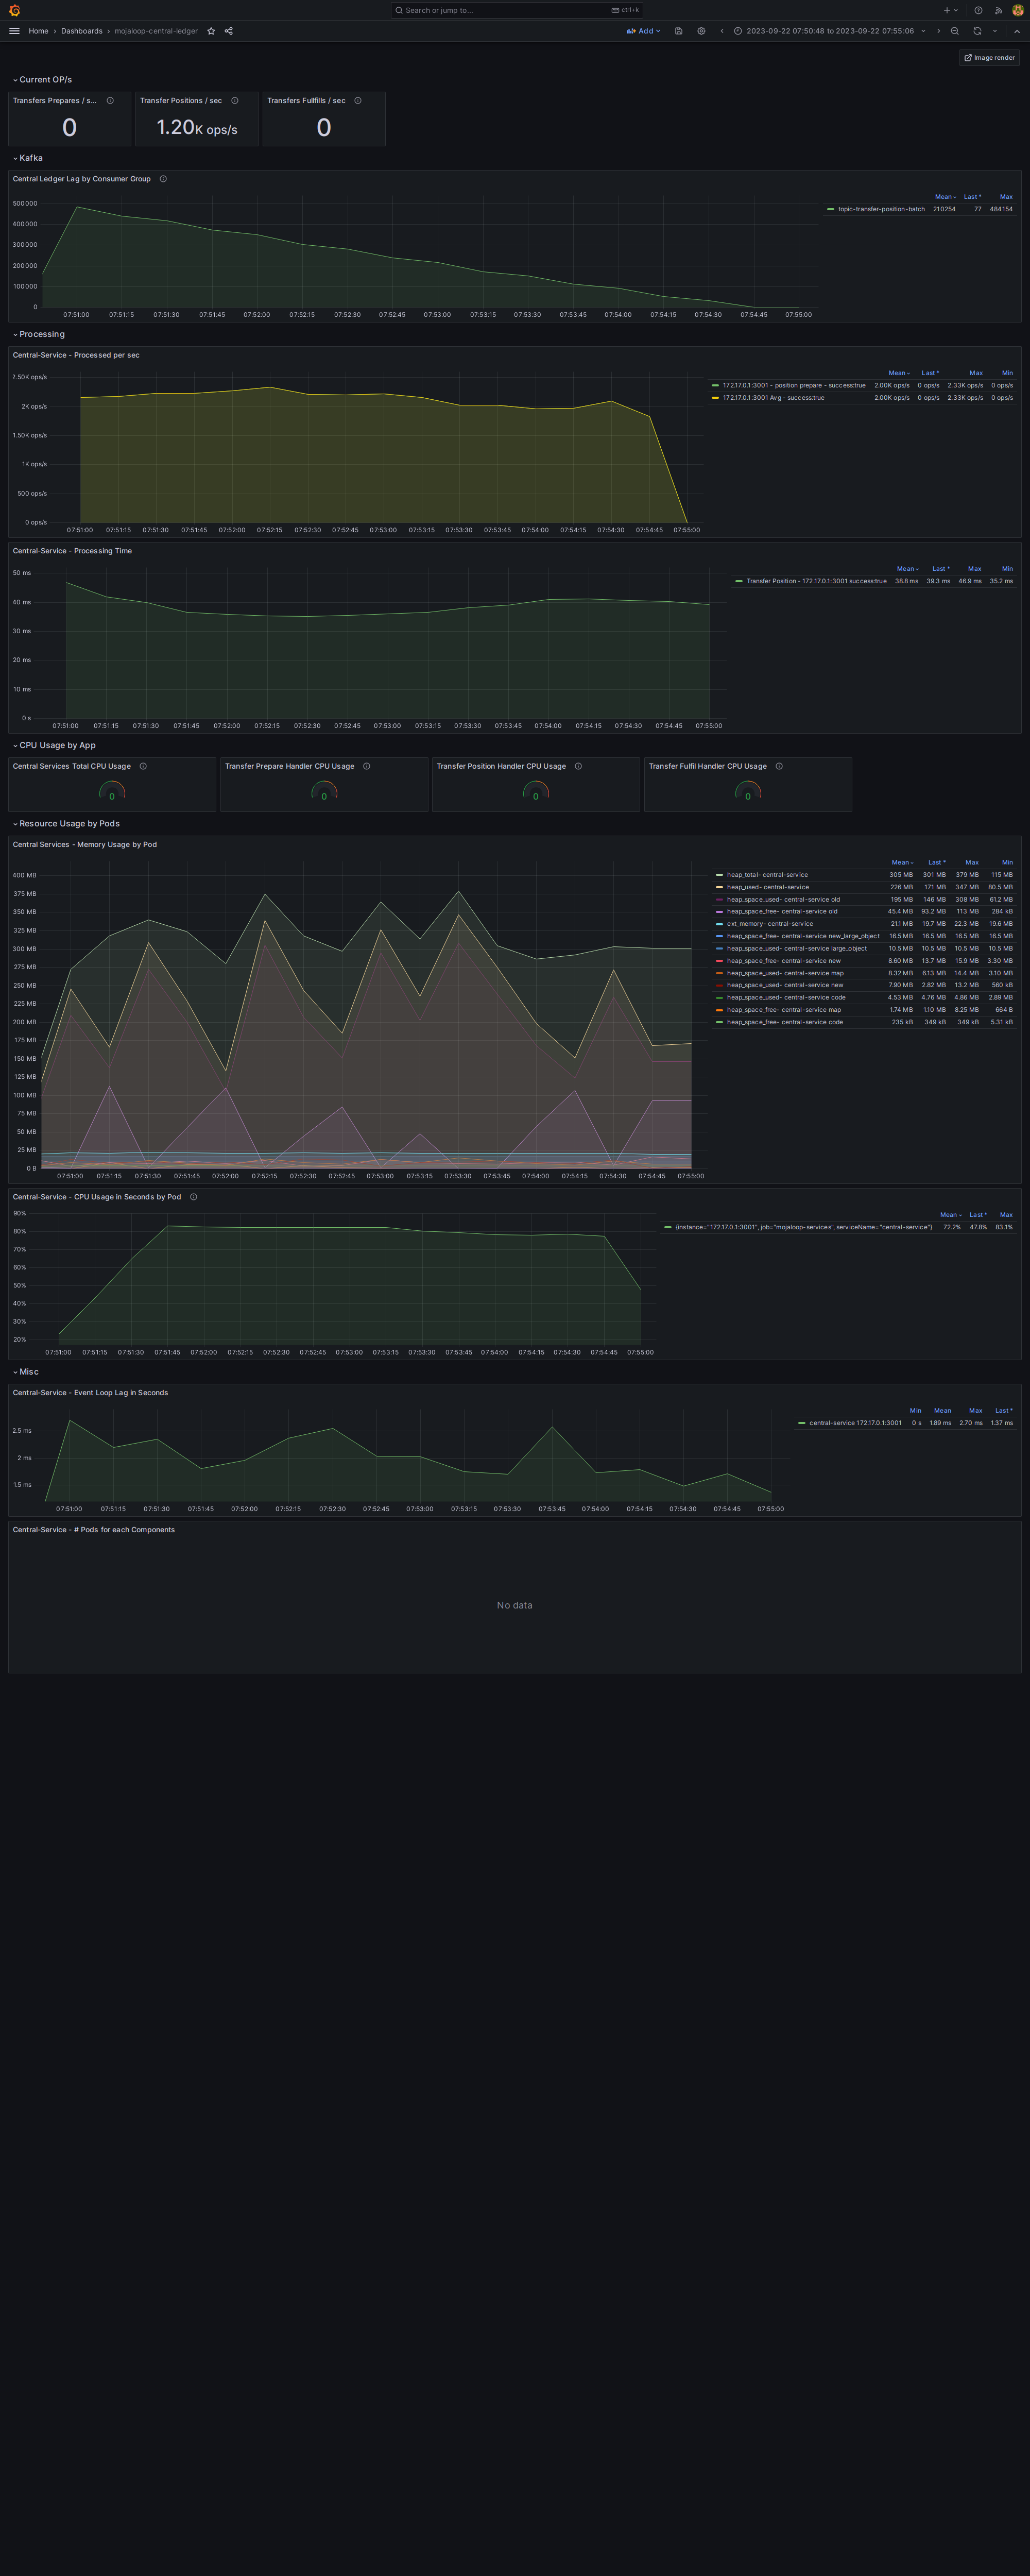 Search or jump to...
ctrl+k
Home › Dashboards › mojaloop-central-ledger
Add
2023-09-22 07:50:48 to 2023-09-22 07:55:06
Image render
Current OP/s
Transfers Prepares / s...
0
Transfer Positions / sec
1.20K ops/s
Transfers Fullfills / sec
0
Kafka
Central Ledger Lag by Consumer Group
500000
400000
300000
200000
100000
0
07:51:00 07:51:15 07:51:30 07:51:45 07:52:00 07:52:15 07:52:30 07:52:45 07:53:00 07:53:15 07:53:30 07:53:45 07:54:00 07:54:15 07:54:30 07:54:45 07:55:00
Mean Last * Max
topic-transfer-position-batch 210254 77 484154
Processing
Central-Service - Processed per sec
2.50K ops/s
2K ops/s
1.50K ops/s
1K ops/s
500 ops/s
0 ops/s
07:51:00 07:51:15 07:51:30 07:51:45 07:52:00 07:52:15 07:52:30 07:52:45 07:53:00 07:53:15 07:53:30 07:53:45 07:54:00 07:54:15 07:54:30 07:54:45 07:55:00
Mean Last * Max Min
172.17.0.1:3001 - position prepare - success:true 2.00K ops/s 0 ops/s 2.33K ops/s 0 ops/s
172.17.0.1:3001 Avg - success:true 2.00K ops/s 0 ops/s 2.33K ops/s 0 ops/s
Central-Service - Processing Time
50 ms
40 ms
30 ms
20 ms
10 ms
0 s
07:51:00 07:51:15 07:51:30 07:51:45 07:52:00 07:52:15 07:52:30 07:52:45 07:53:00 07:53:15 07:53:30 07:53:45 07:54:00 07:54:15 07:54:30 07:54:45 07:55:00
Mean Last * Max Min
Transfer Position - 172.17.0.1:3001 success:true 38.8 ms 39.3 ms 46.9 ms 35.2 ms
CPU Usage by App
Central Services Total CPU Usage
0
Transfer Prepare Handler CPU Usage
0
Transfer Position Handler CPU Usage
0
Transfer Fulfil Handler CPU Usage
0
Resource Usage by Pods
Central Services - Memory Usage by Pod
400 MB
375 MB
350 MB
325 MB
300 MB
275 MB
250 MB
225 MB
200 MB
175 MB
150 MB
125 MB
100 MB
75 MB
50 MB
25 MB
0 B
07:51:00 07:51:15 07:51:30 07:51:45 07:52:00 07:52:15 07:52:30 07:52:45 07:53:00 07:53:15 07:53:30 07:53:45 07:54:00 07:54:15 07:54:30 07:54:45 07:55:00
Mean Last * Max Min
heap_total- central-service 305 MB 301 MB 379 MB 115 MB
heap_used- central-service 226 MB 171 MB 347 MB 80.5 MB
heap_space_used- central-service old 195 MB 146 MB 308 MB 61.2 MB
heap_space_free- central-service old 45.4 MB 93.2 MB 113 MB 284 kB
ext_memory- central-service 21.1 MB 19.7 MB 22.3 MB 19.6 MB
heap_space_free- central-service new_large_object 16.5 MB 16.5 MB 16.5 MB 16.5 MB
heap_space_used- central-service large_object 10.5 MB 10.5 MB 10.5 MB 10.5 MB
heap_space_free- central-service new 8.60 MB 13.7 MB 15.9 MB 3.30 MB
heap_space_used- central-service map 8.32 MB 6.13 MB 14.4 MB 3.10 MB
heap_space_used- central-service new 7.90 MB 2.82 MB 13.2 MB 560 kB
heap_space_used- central-service code 4.53 MB 4.76 MB 4.86 MB 2.89 MB
heap_space_free- central-service map 1.74 MB 1.10 MB 8.25 MB 664 B
heap_space_free- central-service code 235 kB 349 kB 349 kB 5.31 kB
Central-Service - CPU Usage in Seconds by Pod
90%
80%
70%
60%
50%
40%
30%
20%
07:51:00 07:51:15 07:51:30 07:51:45 07:52:00 07:52:15 07:52:30 07:52:45 07:53:00 07:53:15 07:53:30 07:53:45 07:54:00 07:54:15 07:54:30 07:54:45 07:55:00
Mean Last * Max
{instance="172.17.0.1:3001", job="mojaloop-services", serviceName="central-service"} 72.2% 47.8% 83.1%
Misc
Central-Service - Event Loop Lag in Seconds
2.5 ms
2 ms
1.5 ms
07:51:00 07:51:15 07:51:30 07:51:45 07:52:00 07:52:15 07:52:30 07:52:45 07:53:00 07:53:15 07:53:30 07:53:45 07:54:00 07:54:15 07:54:30 07:54:45 07:55:00
Min Mean Max Last *
central-service 172.17.0.1:3001 0 s 1.89 ms 2.70 ms 1.37 ms
Central-Service - # Pods for each Components
No data